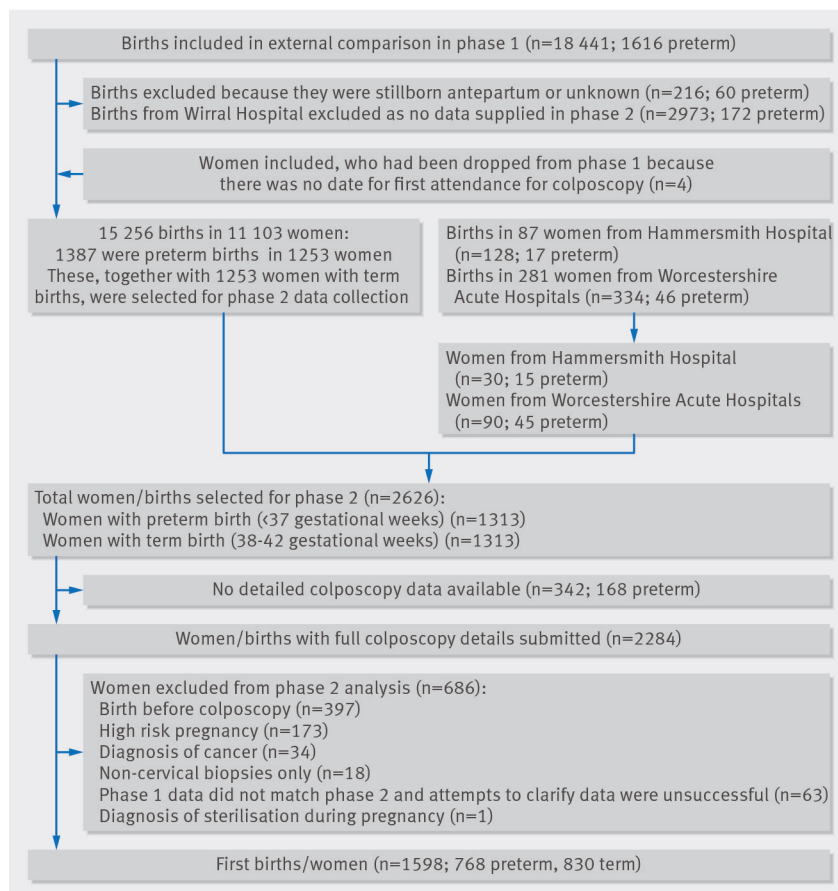 Births included in external comparison in phase 1 (n=18 441; 1616 preterm)
Births excluded because they were stillborn antepartum or unknown (n=216; 60 preterm)
Births from Wirral Hospital excluded as no data supplied in phase 2 (n=2973; 172 preterm)
Women included, who had been dropped from phase 1 because
there was no date for first attendance for colposcopy (n=4)
15 256 births in 11 103 women:
1387 were preterm births in 1253 women
These, together with 1253 women with term
births, were selected for phase 2 data collection
Births in 87 women from Hammersmith Hospital
(n=128; 17 preterm)
Births in 281 women from Worcestershire
Acute Hospitals (n=334; 46 preterm)
Women from Hammersmith Hospital
(n=30; 15 preterm)
Women from Worcestershire Acute Hospitals
(n=90; 45 preterm)
Total women/births selected for phase 2 (n=2626):
Women with preterm birth (<37 gestational weeks) (n=1313)
Women with term birth (38-42 gestational weeks) (n=1313)
No detailed colposcopy data available (n=342; 168 preterm)
Women/births with full colposcopy details submitted (n=2284)
Women excluded from phase 2 analysis (n=686):
Birth before colposcopy (n=397)
High risk pregnancy (n=173)
Diagnosis of cancer (n=34)
Non-cervical biopsies only (n=18)
Phase 1 data did not match phase 2 and attempts to clarify data were unsuccessful (n=63)
Diagnosis of sterilisation during pregnancy (n=1)
First births/women (n=1598; 768 preterm, 830 term)